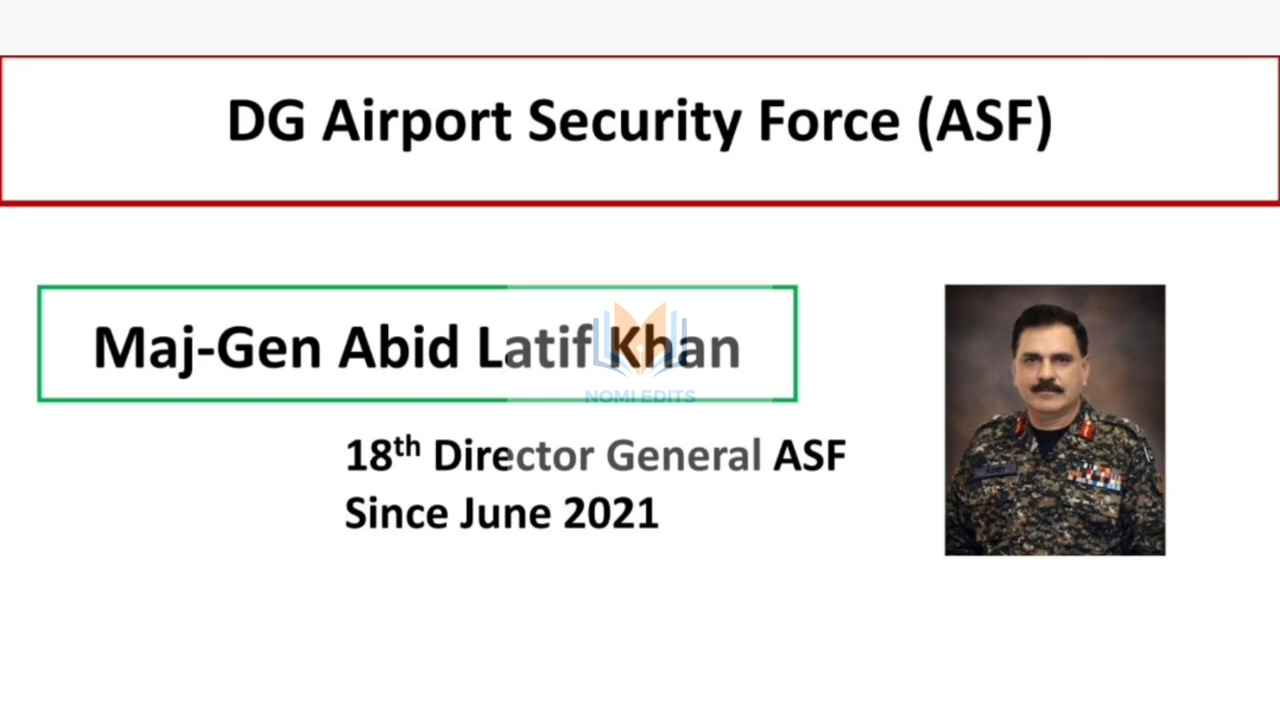 DG Airport Security Force (ASF)
Maj-Gen Abid Latif Khan
NOMI EDITS
18th Director General ASF
Since June 2021